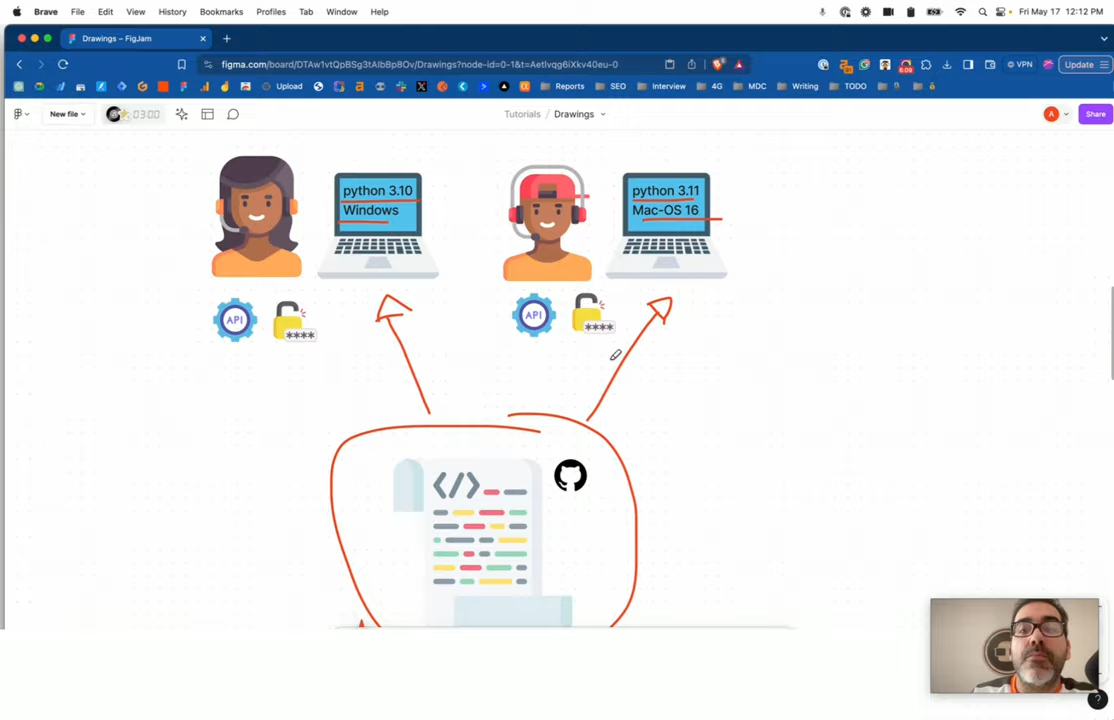 Brave File Edit View History Bookmarks Profiles Tab Window Help Fri May 17 12:12 PM
Drawings – FigJam
figma.com/board/DTAw1vtQpBSg3tAlbBp8Ov/Drawings?node-id=0-1&t=AetIvqg6iXkv40eu-0 VPN Update
Upload Reports SEO Interview 4G MDC Writing TODO
New file 03:00 Tutorials / Drawings A Share
python 3.10
Windows
python 3.11
Mac-OS 16
API
****
API
****
</>
?